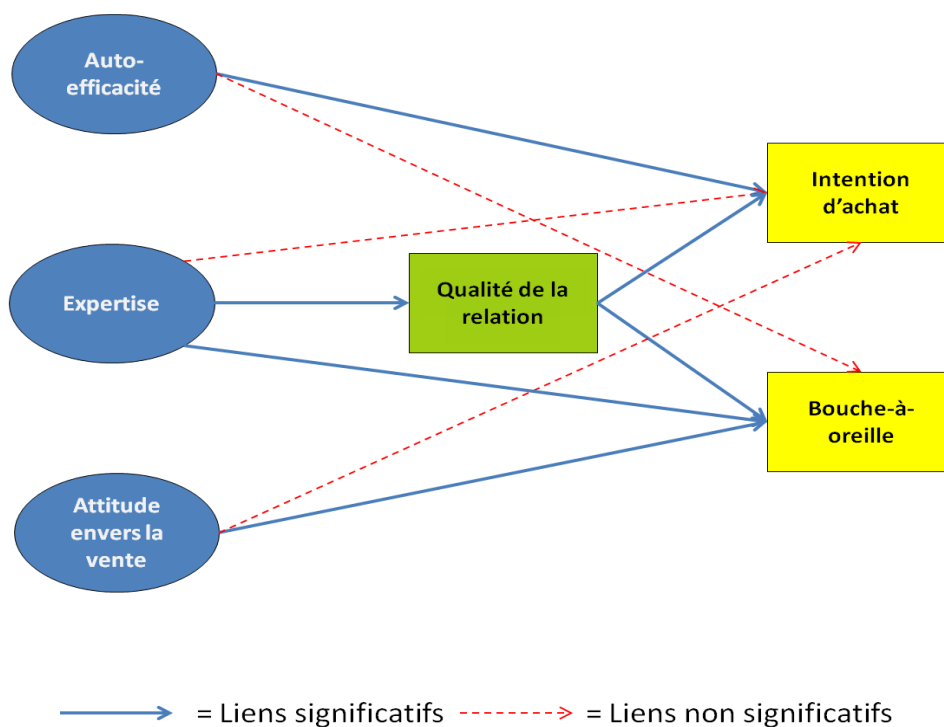 Auto-
efficacité
Intention
d'achat
Expertise
Qualité de la
relation
Bouche-à-
oreille
Attitude
envers la
vente
= Liens significatifs
= Liens non significatifs